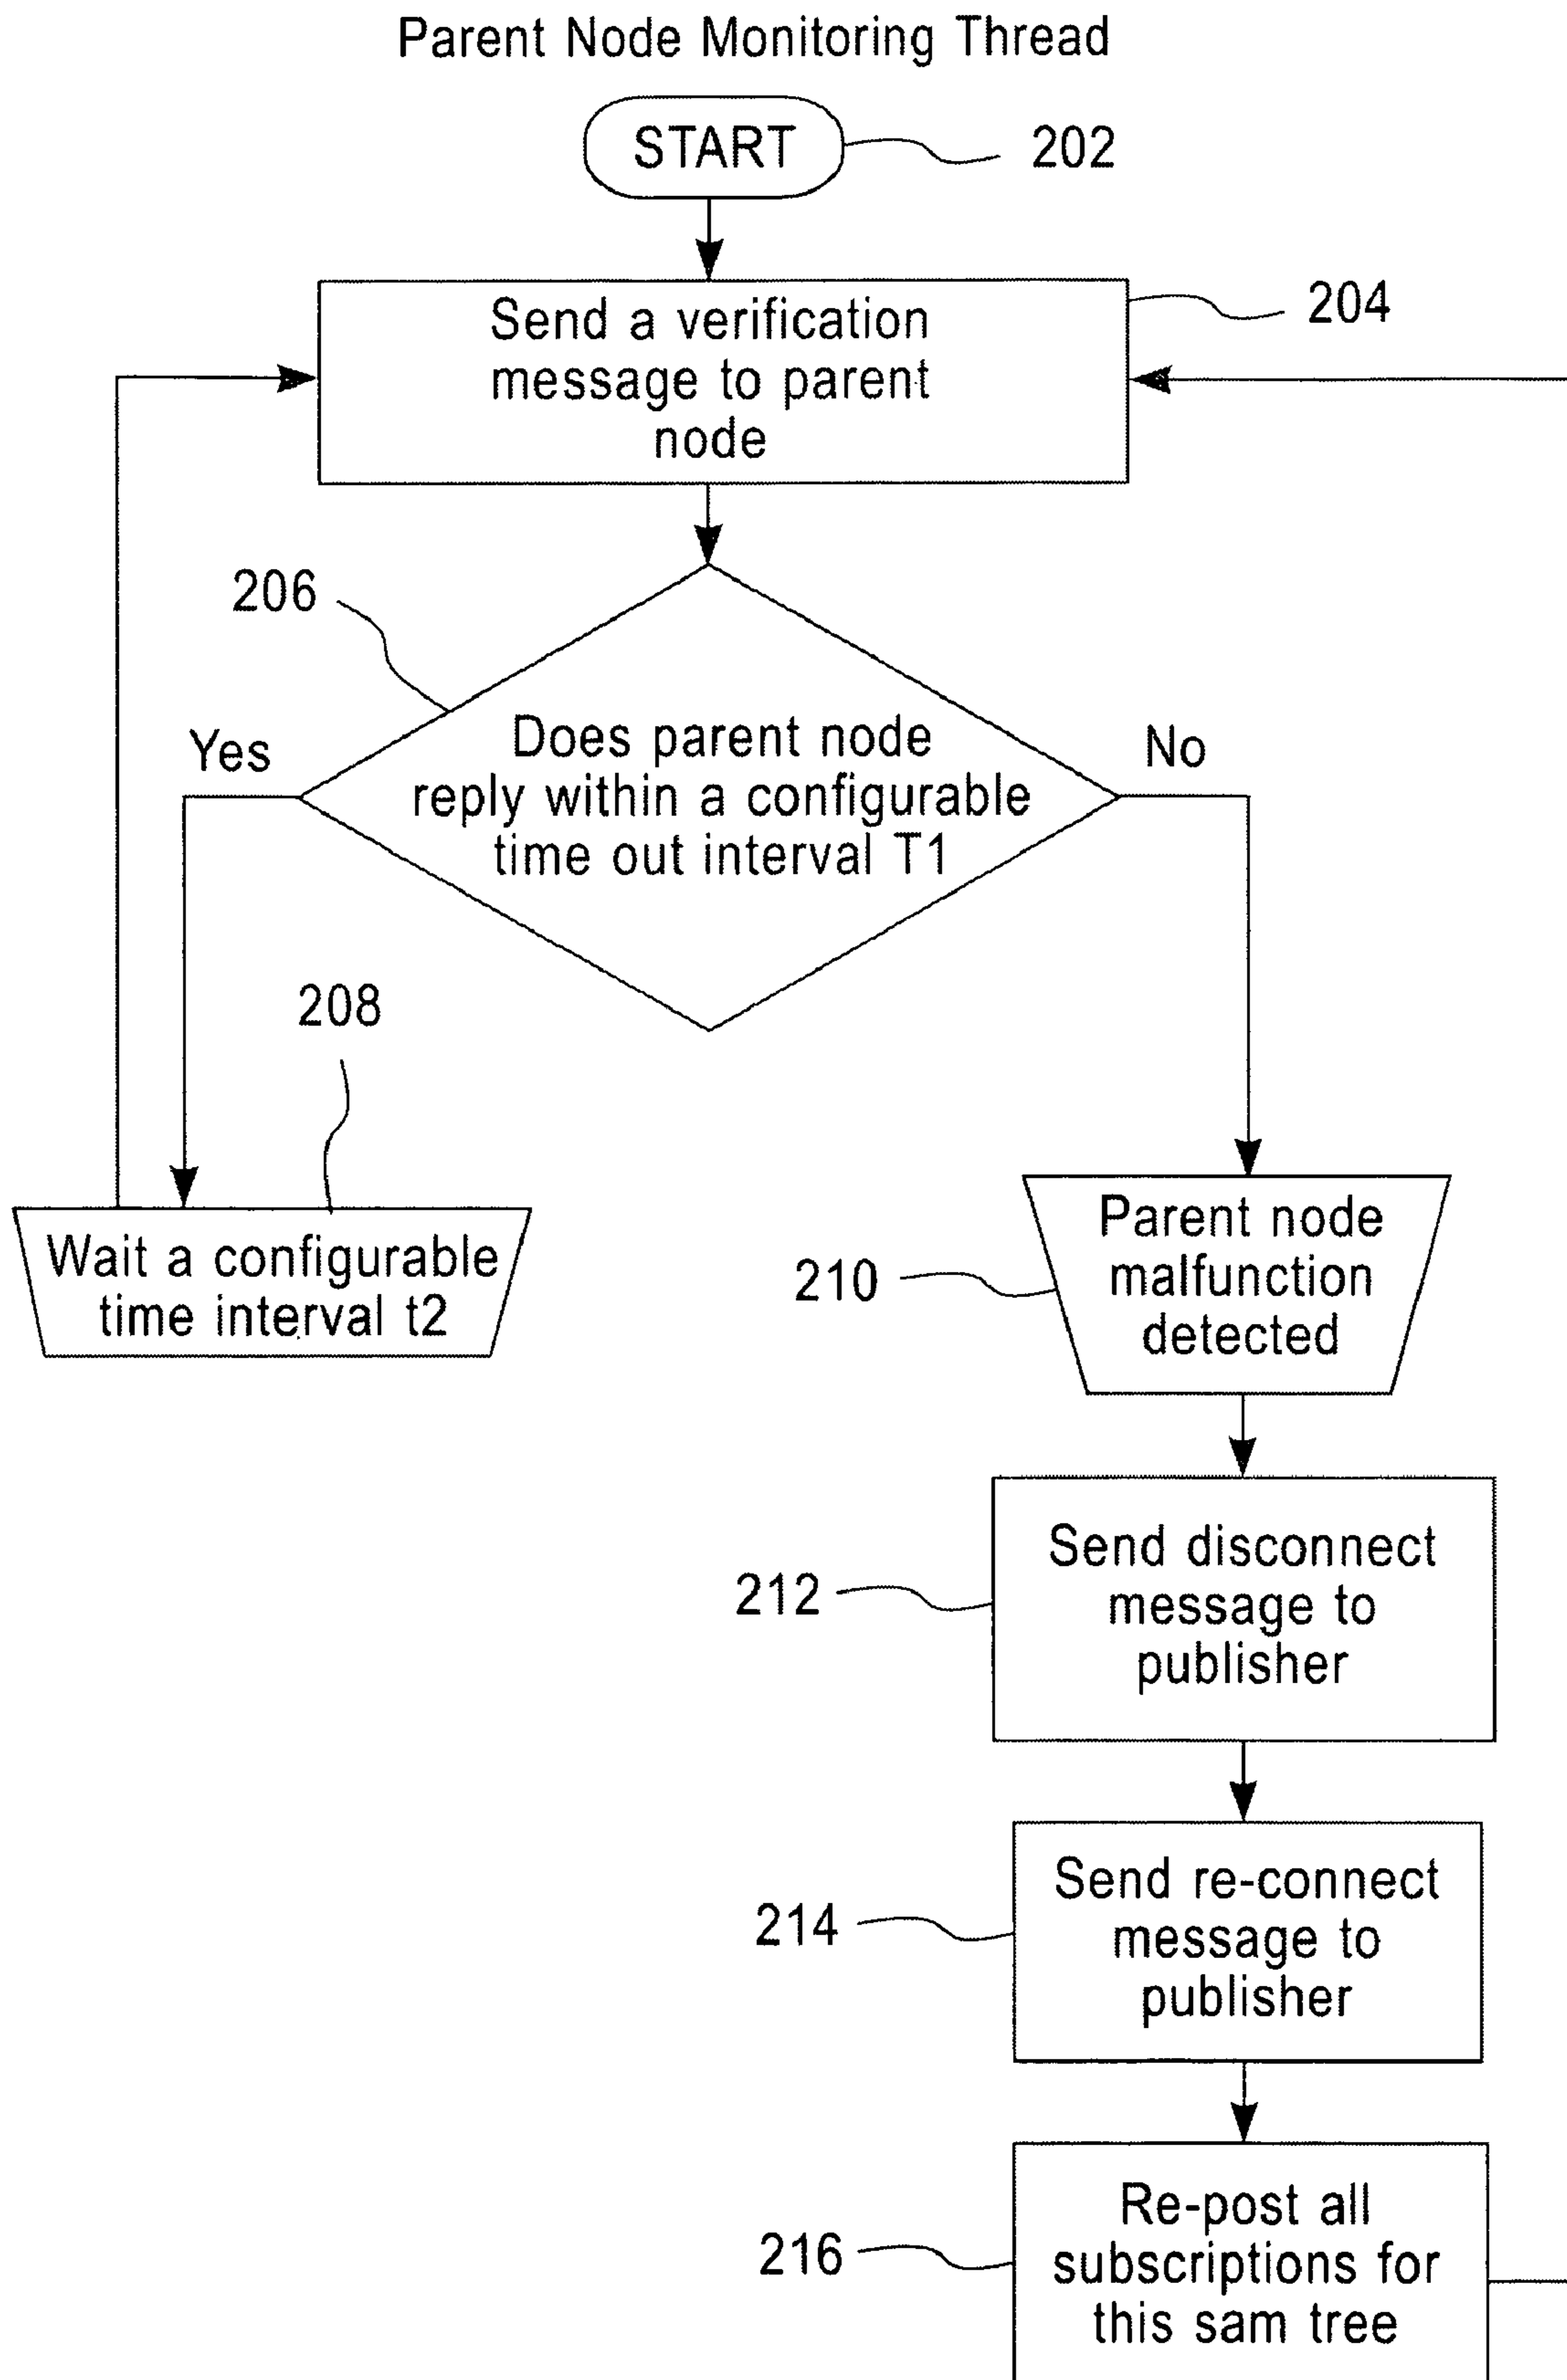 Parent Node Monitoring Thread
START
202
Send a verification
message to parent
node
204
206
Does parent node
reply within a configurable
time out interval T1
Yes
No
208
Wait a configurable
time interval t2
Parent node
malfunction
detected
210
Send disconnect
message to
publisher
212
Send re-connect
message to
publisher
214
Re-post all
subscriptions for
this sam tree
216